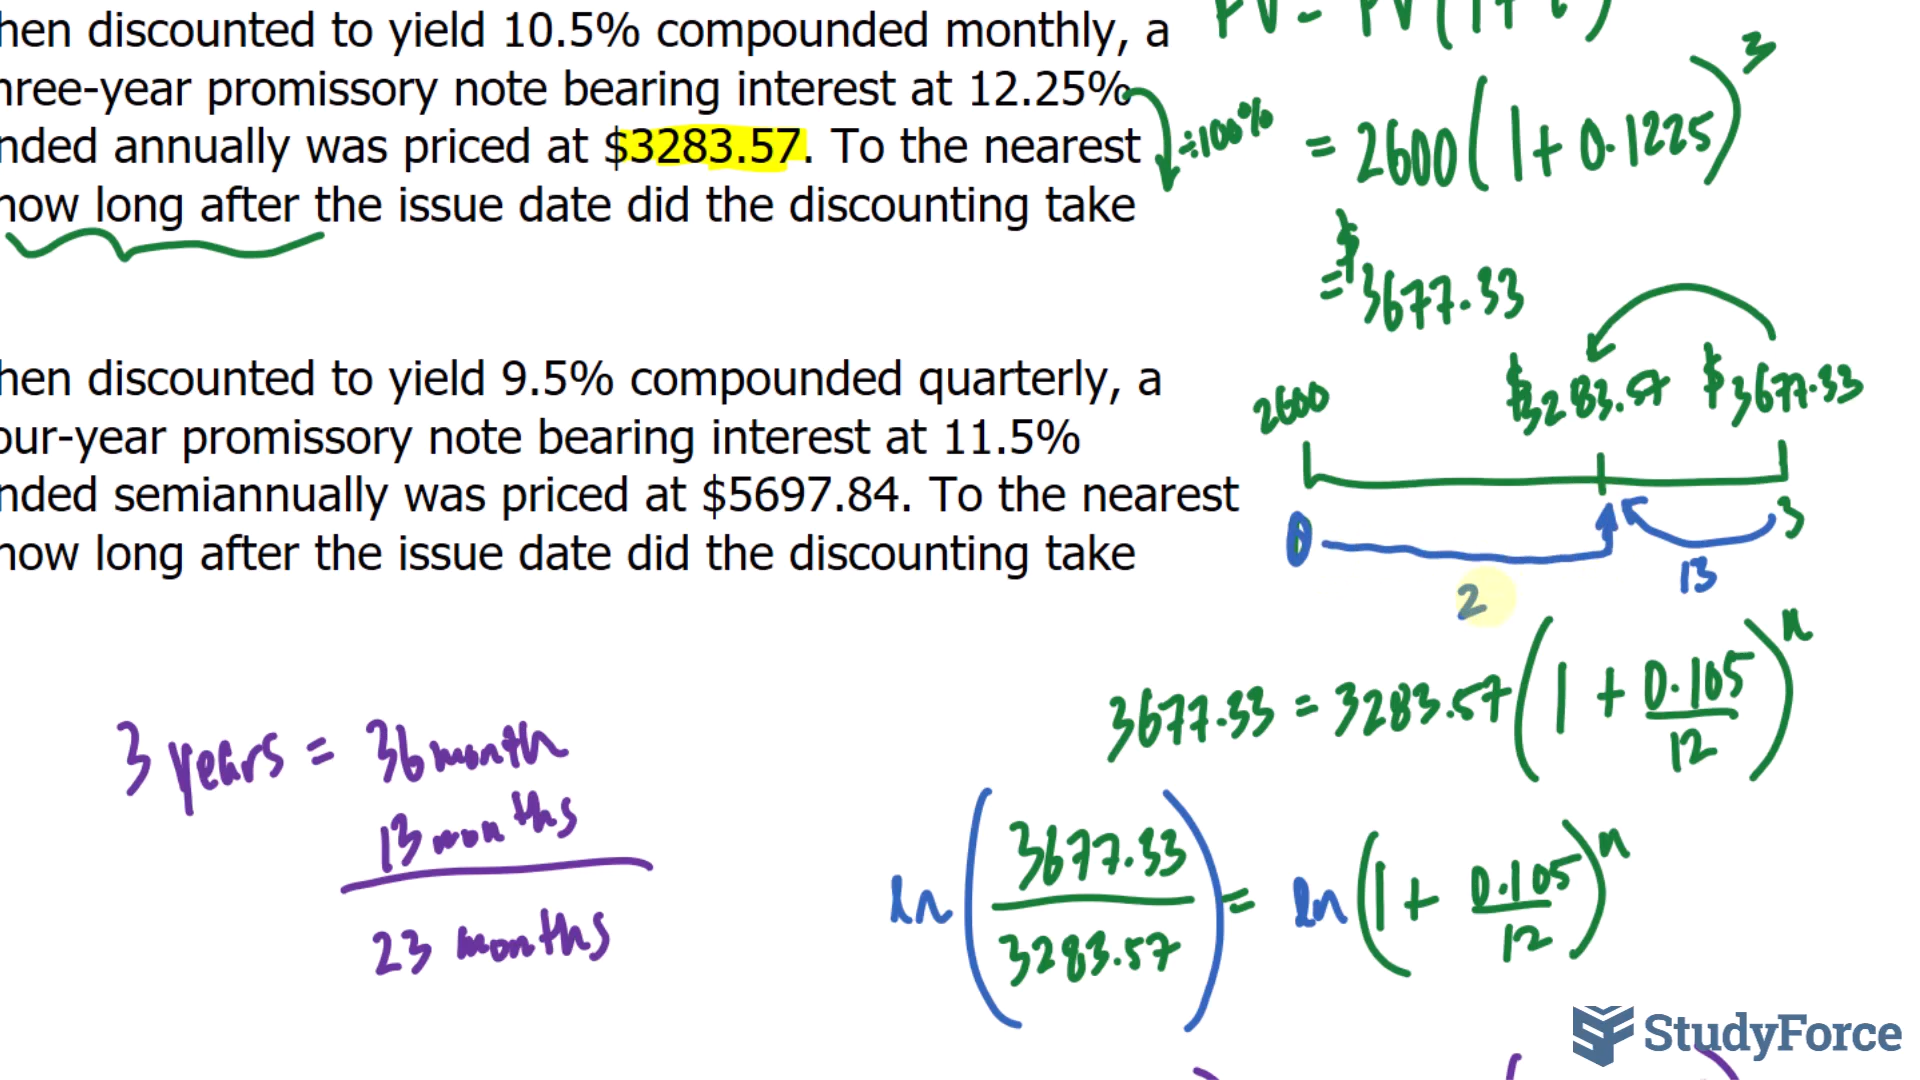 hen discounted to yield 10.5% compounded monthly, a
hree-year promissory note bearing interest at 12.25%
nded annually was priced at $3283.57. To the nearest
how long after the issue date did the discounting take
hen discounted to yield 9.5% compounded quarterly, a
our-year promissory note bearing interest at 11.5%
nded semiannually was priced at $5697.84. To the nearest
how long after the issue date did the discounting take
3 years = 36 month
13 months
23 months
FV = PV(1+i)
÷100%
= 2600(1+0.1225)^3
= $3677.33
2600 $3283.57 $3677.33
0 3
2 13
3677.33 = 3283.57(1 + 0.105/12)^n
ln(3677.33/3283.57) = ln(1 + 0.105/12)^n
StudyForce